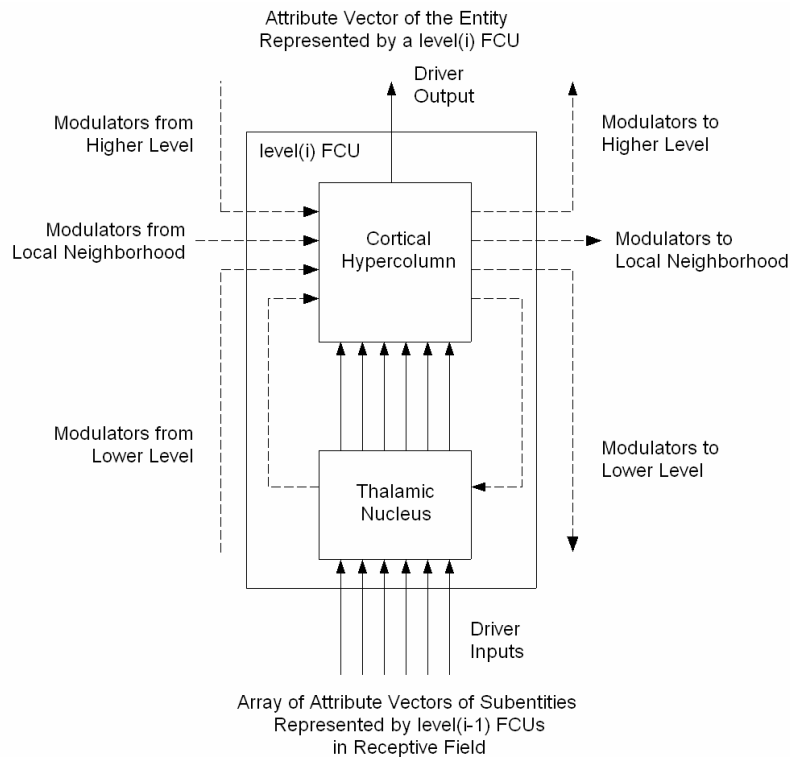 Attribute Vector of the Entity
Represented by a level(i) FCU
Driver
Output
Modulators from
Higher Level
Modulators to
Higher Level
level(i) FCU
Modulators from
Local Neighborhood
Cortical
Hypercolumn
Modulators to
Local Neighborhood
Modulators from
Lower Level
Modulators to
Lower Level
Thalamic
Nucleus
Driver
Inputs
Array of Attribute Vectors of Subentities
Represented by level(i-1) FCUs
in Receptive Field